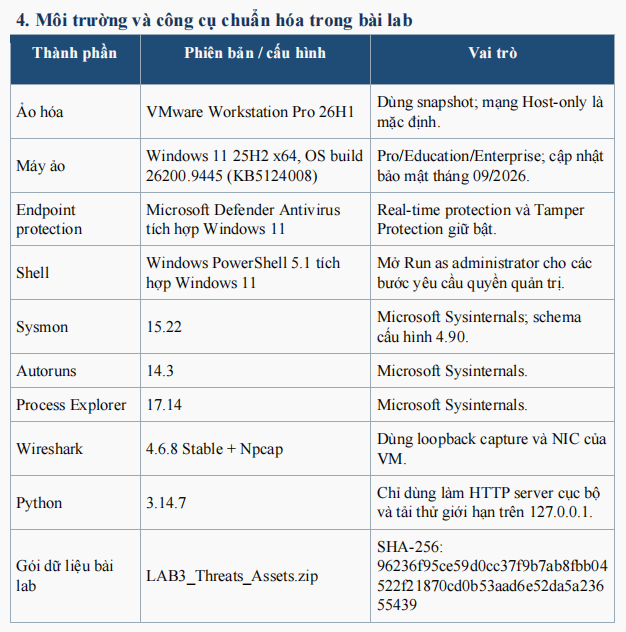 4. Môi trường và công cụ chuẩn hóa trong bài lab
Thành phần
Phiên bản / cấu hình
Vai trò
Ảo hóa
VMware Workstation Pro 26H1
Dùng snapshot; mạng Host-only là
mặc định.
Máy ảo
Windows 11 25H2 x64, OS build
26200.9445 (KB5124008)
Pro/Education/Enterprise; cập nhật
bảo mật tháng 09/2026.
Endpoint
protection
Microsoft Defender Antivirus
tích hợp Windows 11
Real-time protection và Tamper
Protection giữ bật.
Shell
Windows PowerShell 5.1 tích
hợp Windows 11
Mở Run as administrator cho các
bước yêu cầu quyền quản trị.
Sysmon
15.22
Microsoft Sysinternals; schema
cấu hình 4.90.
Autoruns
14.3
Microsoft Sysinternals.
Process Explorer
17.14
Microsoft Sysinternals.
Wireshark
4.6.8 Stable + Npcap
Dùng loopback capture và NIC của
VM.
Python
3.14.7
Chỉ dùng làm HTTP server cục bộ
và tải thử giới hạn trên 127.0.0.1.
Gói dữ liệu bài
lab
LAB3_Threats_Assets.zip
SHA-256:
96236f95ce59d0cc37f9b7ab8fbb04
522f21870cd0b53aad6e52da5a236
55439